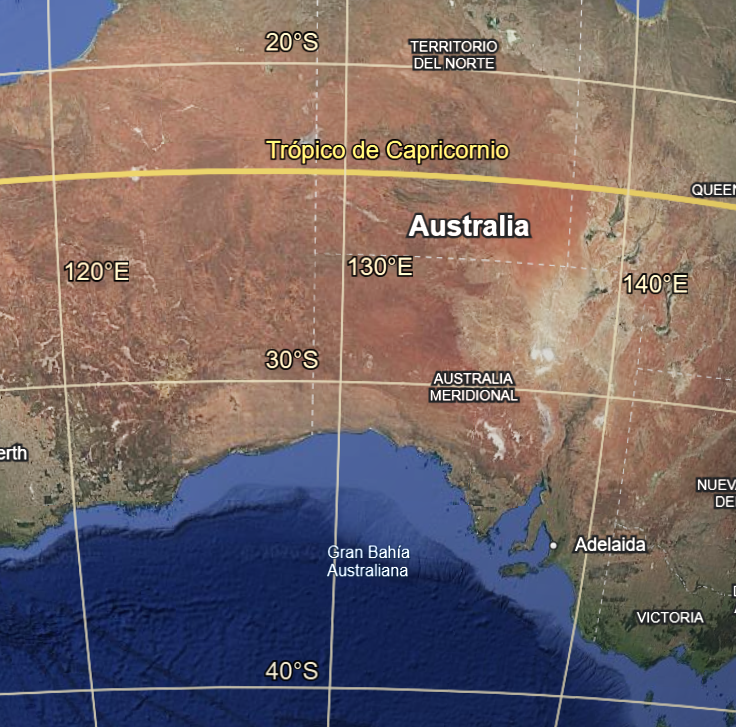 20°S
TERRITORIO
DEL NORTE
Trópico de Capricornio
QUEEN
Australia
120°E
130°E
140°E
30°S
AUSTRALIA
MERIDIONAL
erth
NUEV
DE
Gran Bahía
Australiana
Adelaida
VICTORIA
40°S